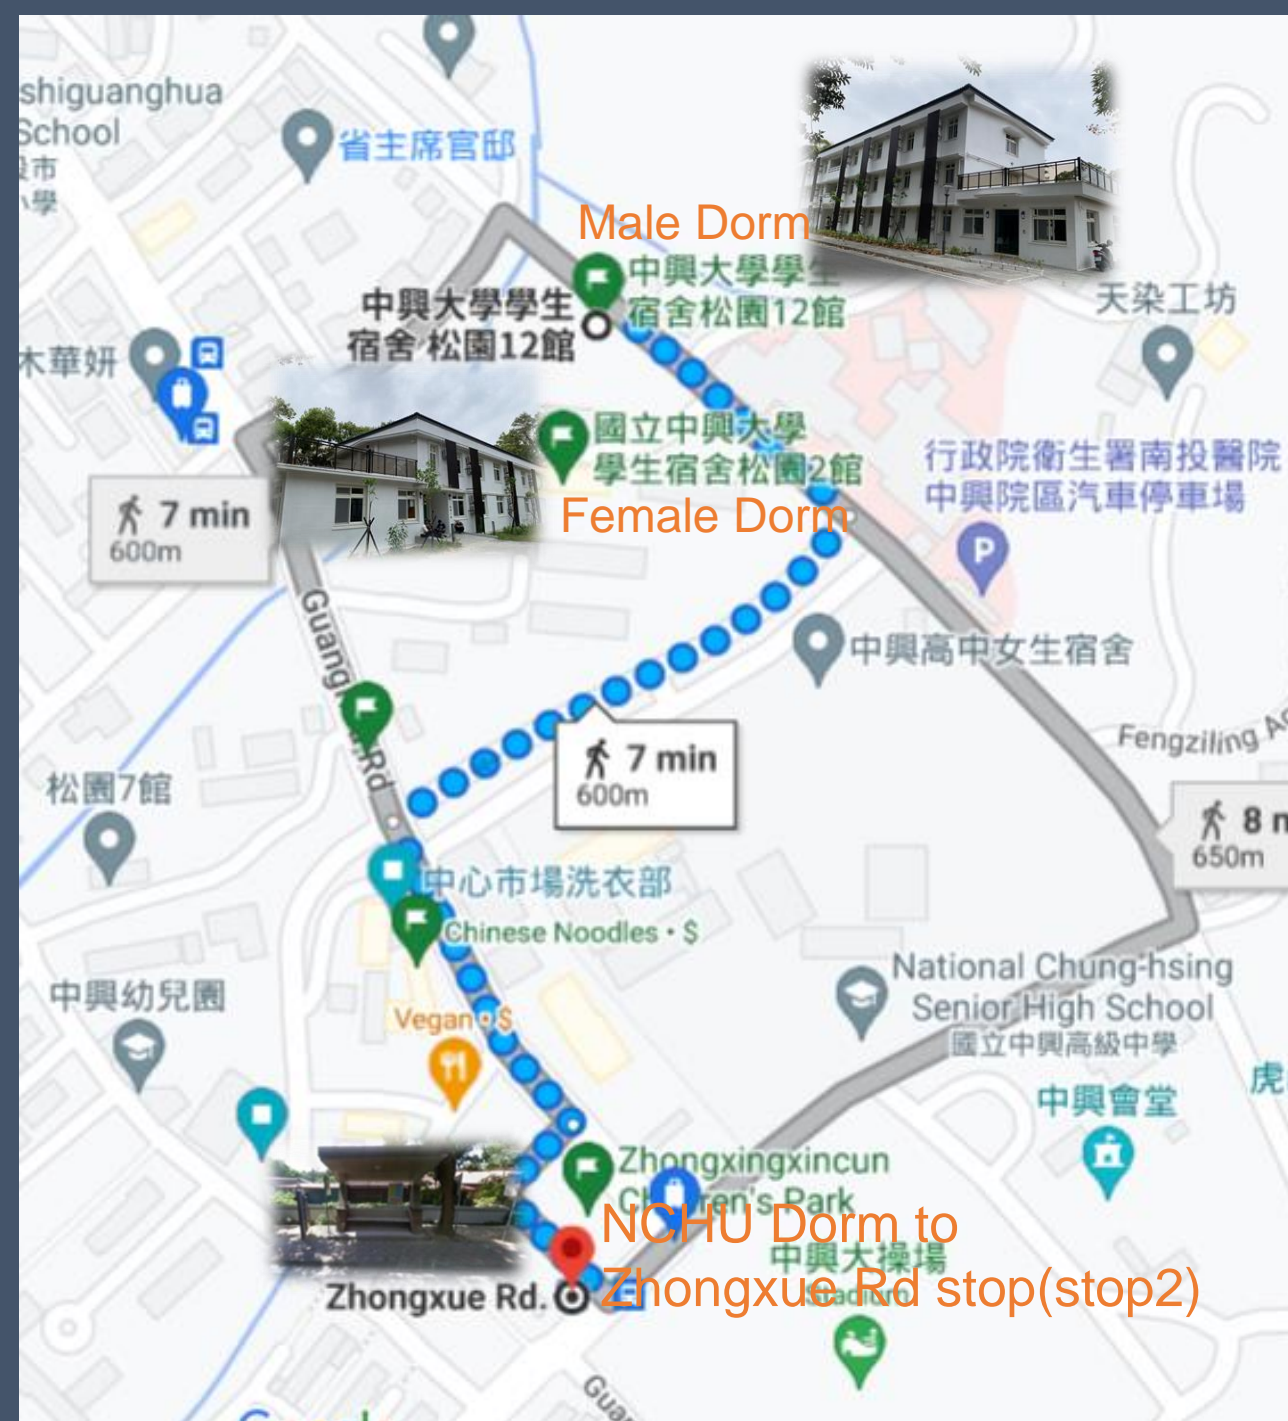 shiguanghua
School
省主席官邸
Male Dorm
中興大學學生
宿舍松園12館
中興大學學生
宿舍 松園12館
天染工坊
木華妍
國立中興大學
學生宿舍松園2館
Female Dorm
行政院衛生署南投醫院
中興院區汽車停車場
P
7 min
600m
中興高中女生宿舍
7 min
600m
Fengziling
8
650m
Rd
松園7館
中心市場洗衣部
Chinese Noodles • $
National Chung-hsing
Senior High School
國立中興高級中學
中興幼兒園
Vegan • $
中興會堂
虎
Zhongxingxincun
Children's Park
NCHU Dorm to
Zhongxue Rd stop(stop2)
中興大操場
Stadium
Zhongxue Rd.